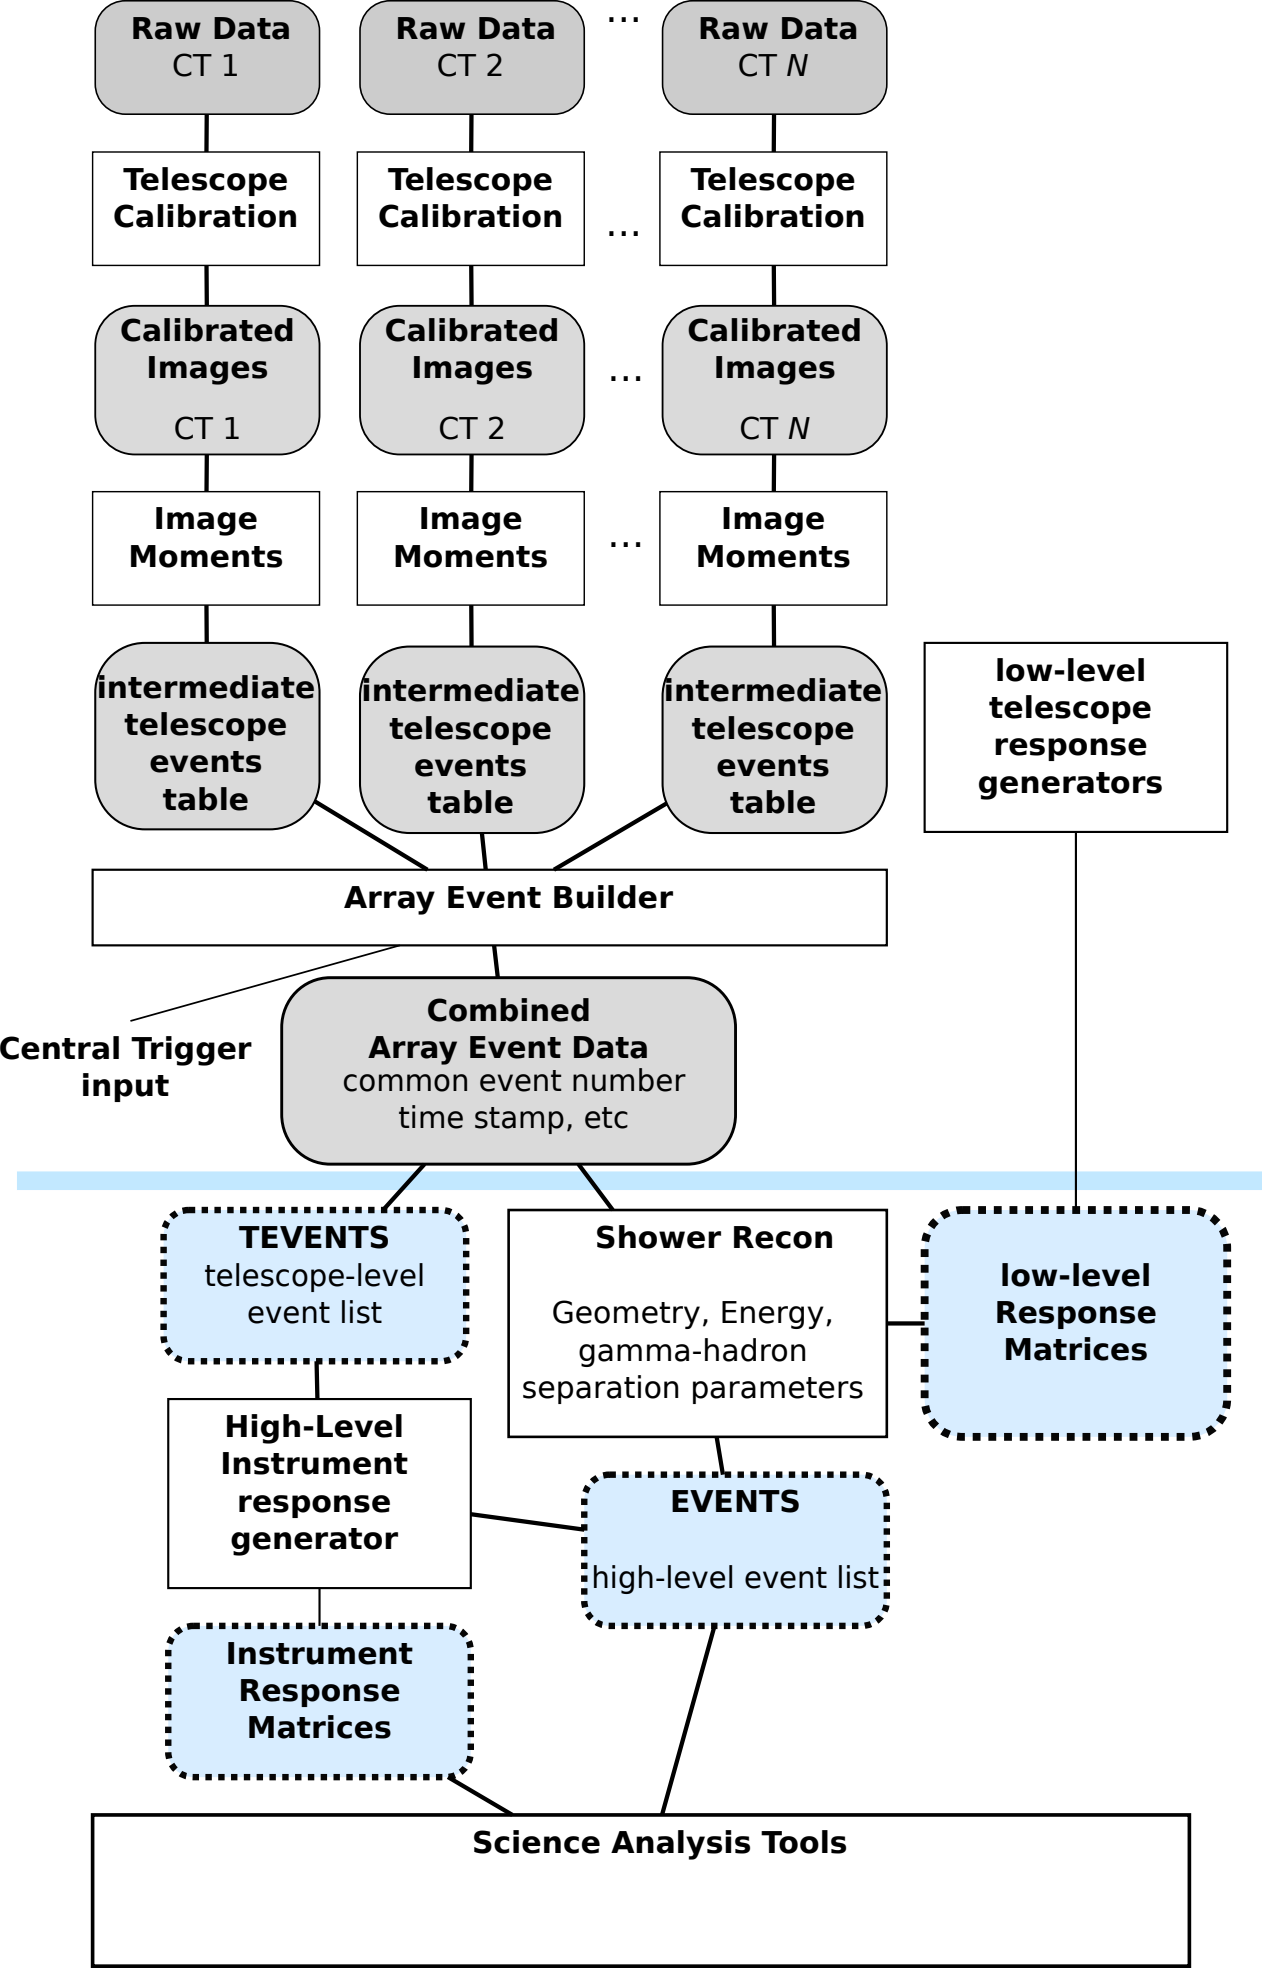 Raw Data
CT 1
Raw Data
CT 2
...
Raw Data
CT N
Telescope
Calibration
Telescope
Calibration
...
Telescope
Calibration
Calibrated
Images
CT 1
Calibrated
Images
CT 2
...
Calibrated
Images
CT N
Image
Moments
Image
Moments
...
Image
Moments
intermediate
telescope
events
table
intermediate
telescope
events
table
intermediate
telescope
events
table
low-level
telescope
response
generators
Array Event Builder
Central Trigger
input
Combined
Array Event Data
common event number
time stamp, etc
TEVENTS
telescope-level
event list
Shower Recon
Geometry, Energy,
gamma-hadron
separation parameters
low-level
Response
Matrices
High-Level
Instrument
response
generator
EVENTS
high-level event list
Instrument
Response
Matrices
Science Analysis Tools